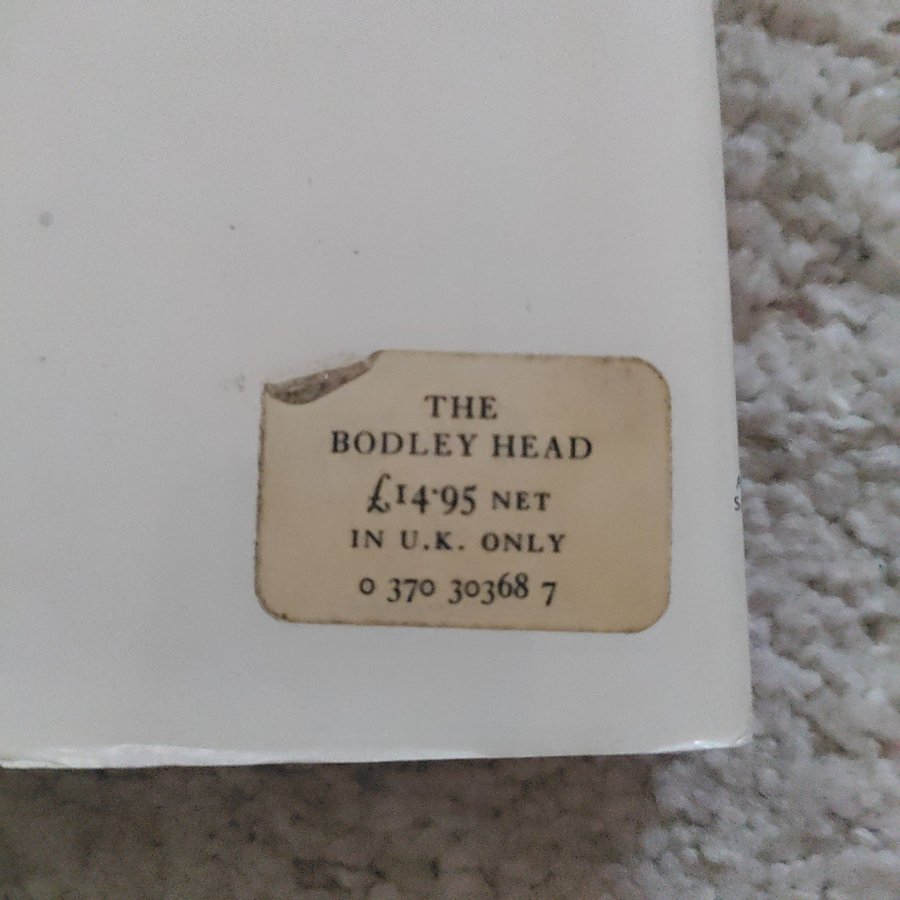 THE
BODLEY HEAD
£14·95 NET
IN U.K. ONLY
0 370 30368 7